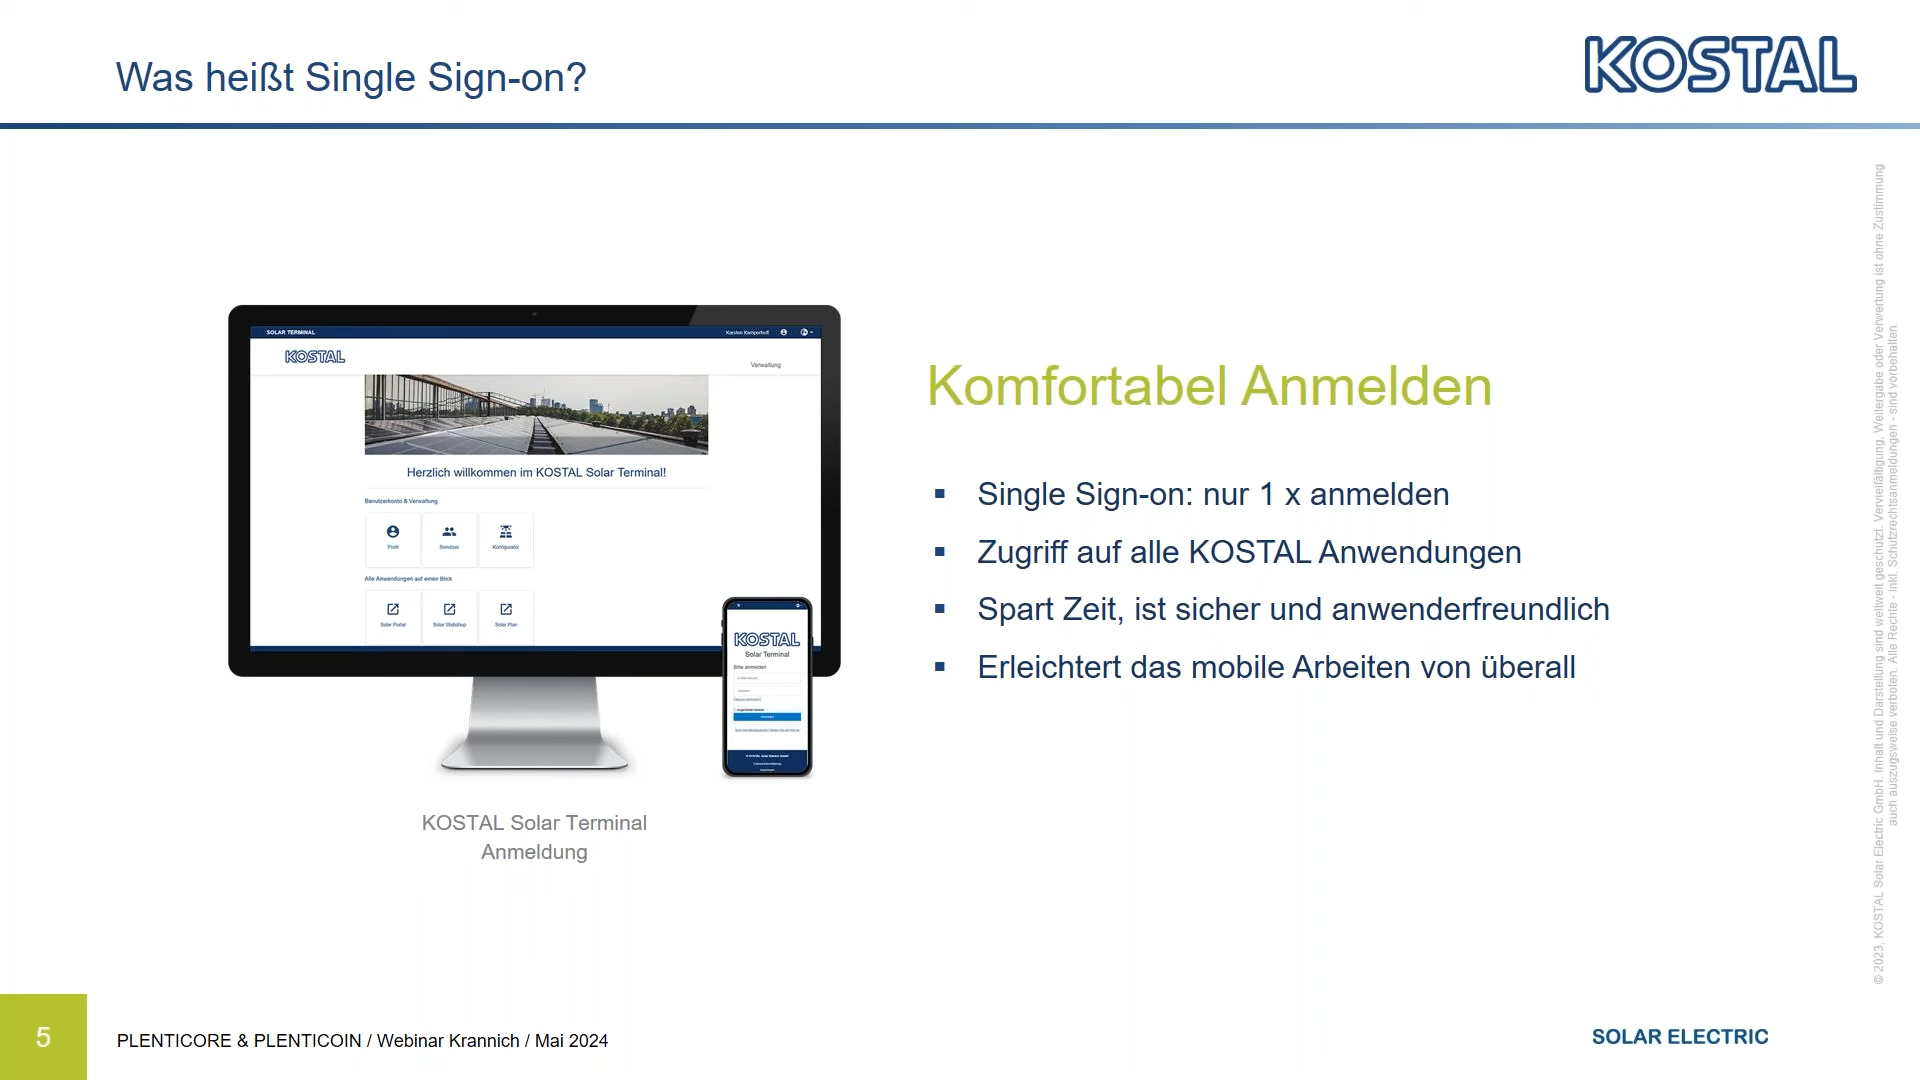 Was heißt Single Sign-on?
KOSTAL
SOLAR TERMINAL
Karsten Kamperhoff
KOSTAL
Verwaltung
Herzlich willkommen im KOSTAL Solar Terminal!
Benutzerkonto & Verwaltung
Profil
Benutzer
Konfigurator
Alle Anwendungen auf einen Blick
Solar Portal
Solar Webshop
Solar Plan
KOSTAL
Solar Terminal
Bitte anmelden
KOSTAL Solar Terminal
Anmeldung
Komfortabel Anmelden
▪ Single Sign-on: nur 1 x anmelden
▪ Zugriff auf alle KOSTAL Anwendungen
▪ Spart Zeit, ist sicher und anwenderfreundlich
▪ Erleichtert das mobile Arbeiten von überall
© 2023, KOSTAL Solar Electric GmbH. Inhalt und Darstellung sind weltweit geschützt. Vervielfältigung, Weitergabe oder Verwertung ist ohne Zustimmung
auch auszugsweise verboten. Alle Rechte - inkl. Schutzrechtsanmeldungen - sind vorbehalten
5
PLENTICORE & PLENTICOIN / Webinar Krannich / Mai 2024
SOLAR ELECTRIC